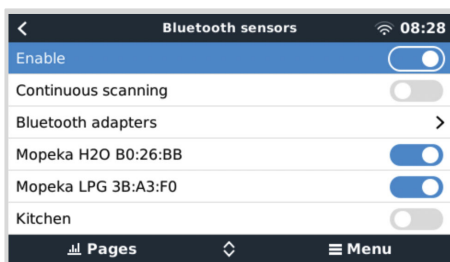 Bluetooth sensors 08:28
Enable
Continuous scanning
Bluetooth adapters
Mopeka H2O B0:26:BB
Mopeka LPG 3B:A3:F0
Kitchen
Pages Menu